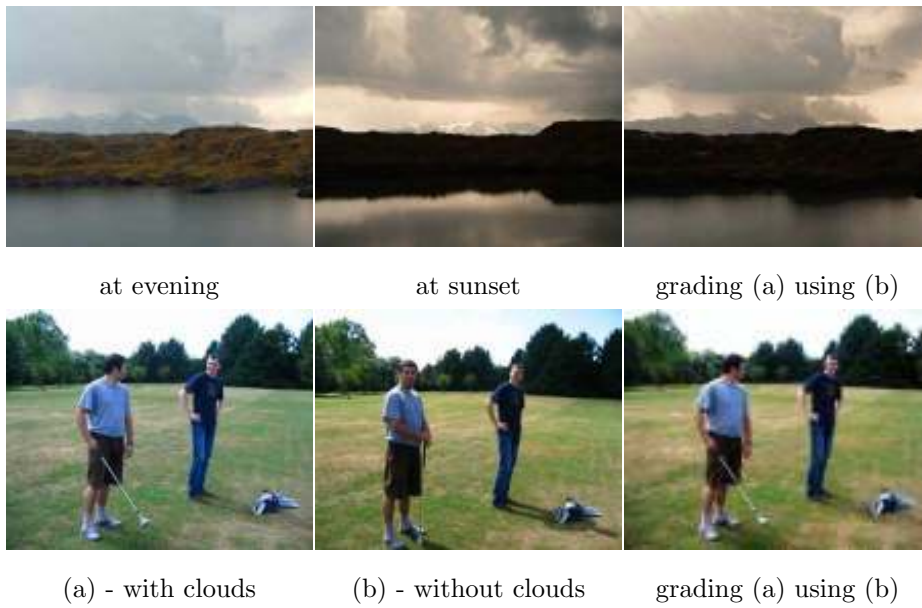 at evening
at sunset
grading (a) using (b)
(a) - with clouds
(b) - without clouds
grading (a) using (b)